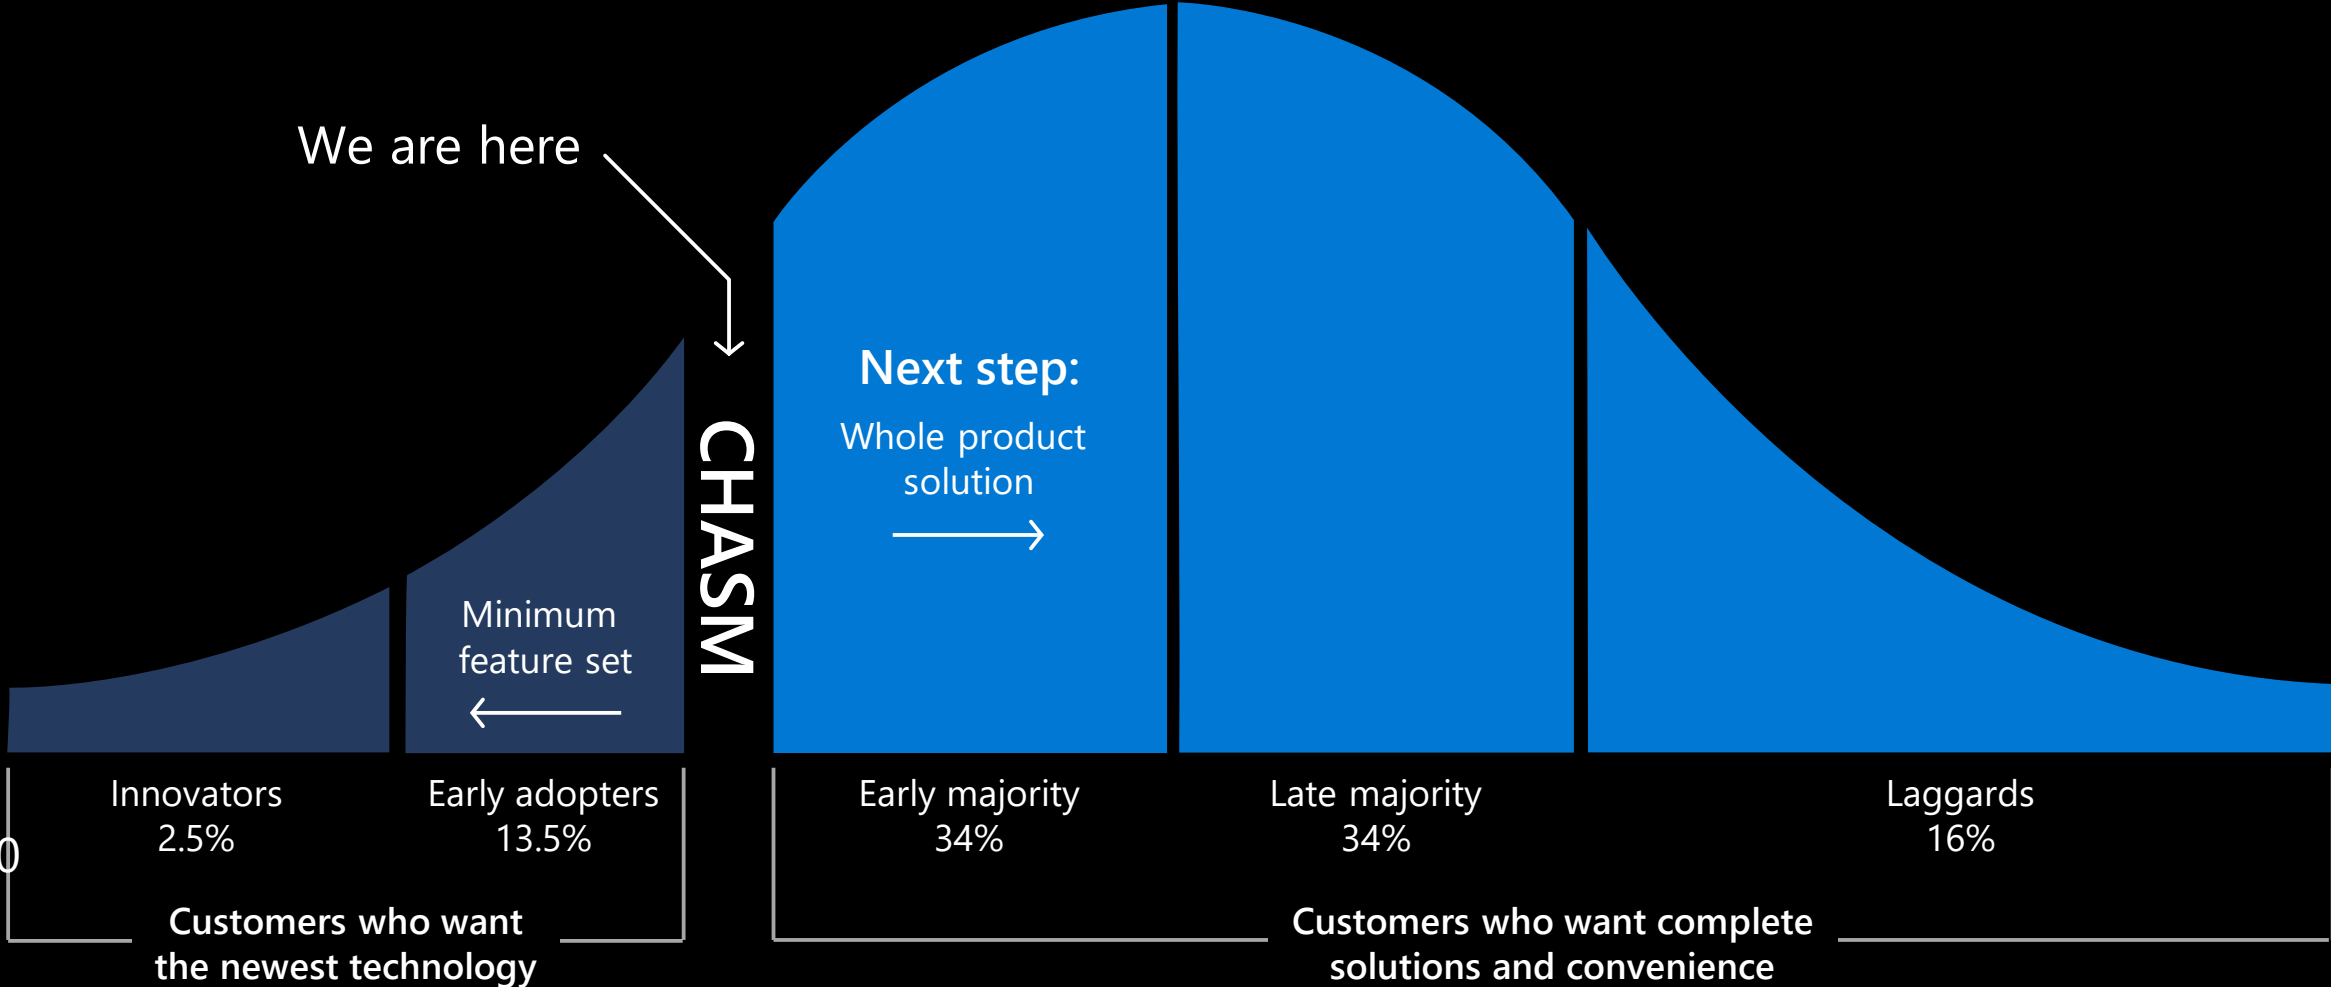 We are here
CHASM
Next step:
Whole product
solution
Minimum
feature set
Innovators
2.5%
Early adopters
13.5%
Early majority
34%
Late majority
34%
Laggards
16%
0
Customers who want
the newest technology
Customers who want complete
solutions and convenience